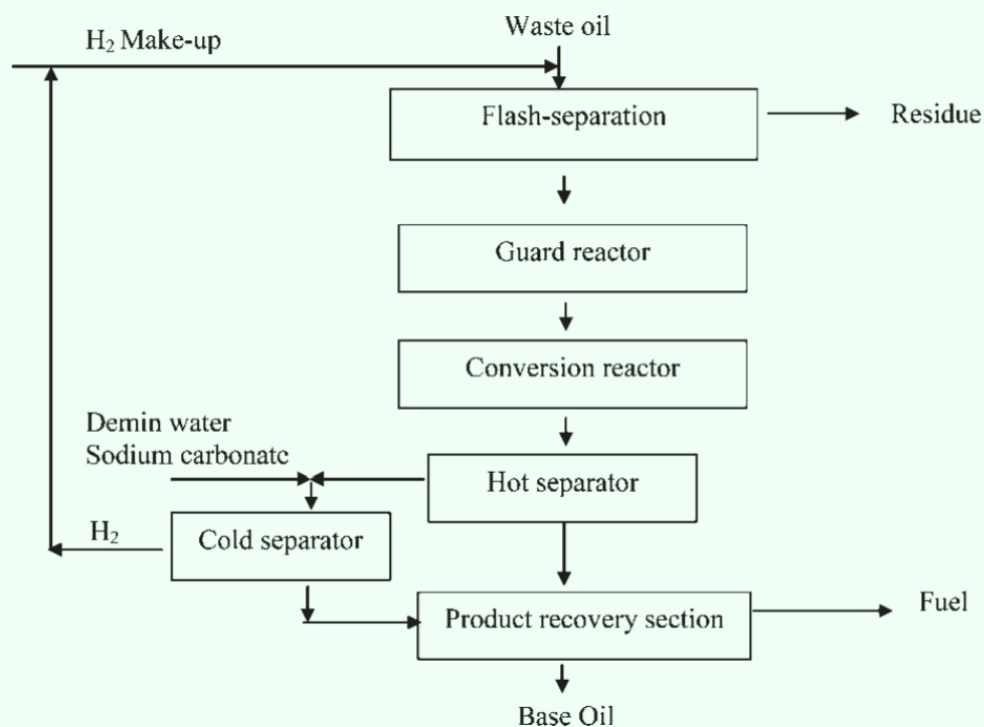 Waste oil
H₂ Make-up
Flash-separation
Residue
Guard reactor
Conversion reactor
Demin water
Sodium carbonate
Hot separator
H₂
Cold separator
Fuel
Product recovery section
Base Oil